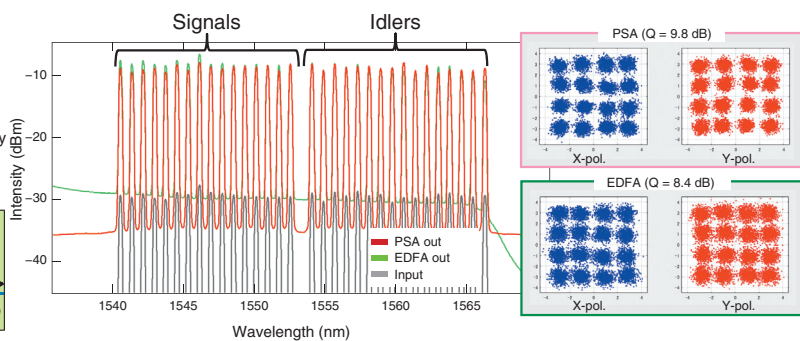 Signals
Idlers
Intensity (dBm)
−10
−20
−30
−40
PSA out
EDFA out
Input
1540
1545
1550
1555
1560
1565
Wavelength (nm)
PSA (Q = 9.8 dB)
X-pol.
Y-pol.
EDFA (Q = 8.4 dB)
X-pol.
Y-pol.